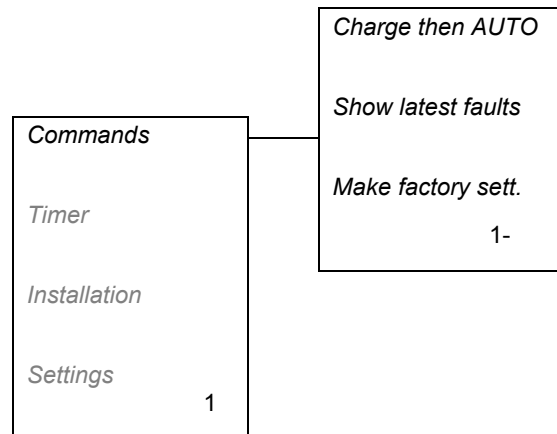 Charge then AUTO
Show latest faults
Make factory sett.
1-
Commands
Timer
Installation
Settings
1